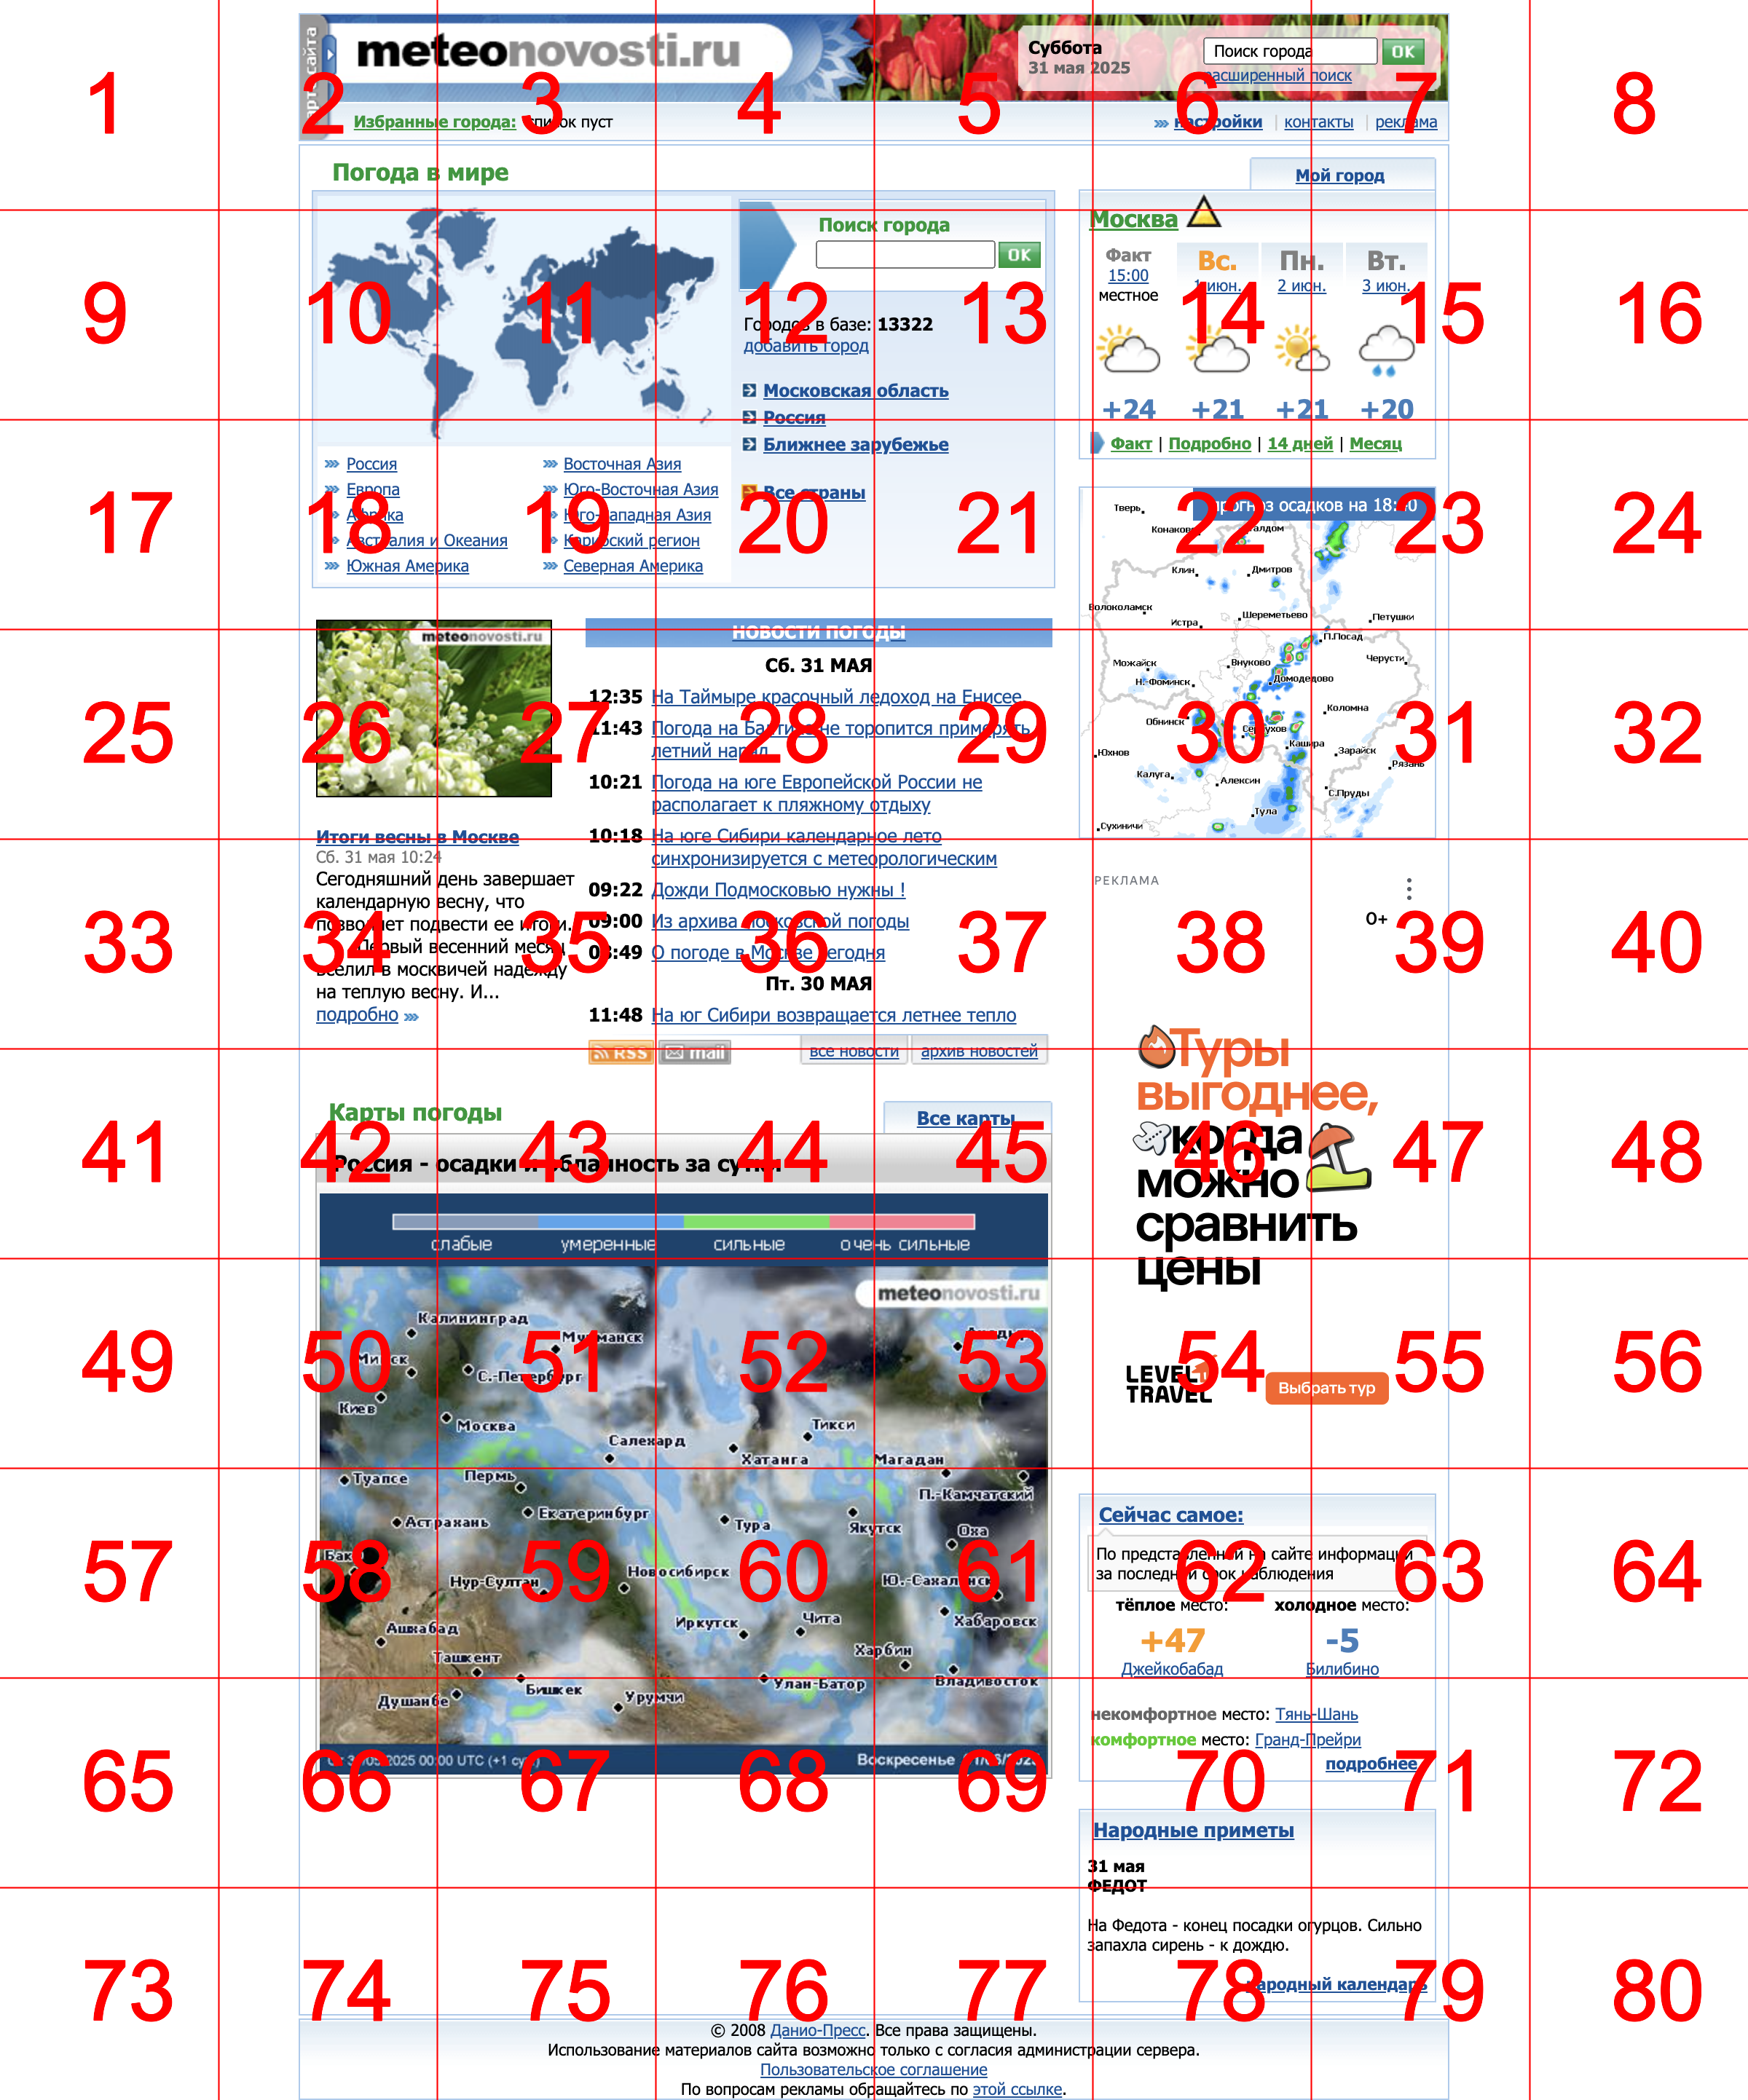 meteonovosti.ru
Суббота
31 мая 2025
Поиск города
OK
расширенный поиск
Избранные города: список пуст
настройки | контакты | реклама
1 2 3 4 5 6 7 8
Погода в мире
Мой город
Поиск города
OK
Городов в базе: 13322
добавить город
Московская область
Россия
Ближнее зарубежье
Все страны
Москва
Факт
15:00
местное
Вс.
1 июн.
Пн.
2 июн.
Вт.
3 июн.
+24 +21 +21 +20
Факт | Подробно | 14 дней | Месяц
9 10 11 12 13 14 15 16
Россия
Европа
Африка
Австралия и Океания
Южная Америка
Восточная Азия
Юго-Восточная Азия
Юго-Западная Азия
Карибский регион
Северная Америка
17 18 19 20 21 22 23 24
прогноз осадков на 18:40
Тверь
Клин
Дмитров
Волоколамск
Истра
Шереметьево
Петушки
П.Посад
Можайск
Внуково
Черусти
Н.-Фоминск
Домодедово
Обнинск
Серпухов
Коломна
Юхнов
Кашира
Зарайск
Рязань
Калуга
Алексин
С.Пруды
Тула
Сухиничи
meteonovosti.ru
НОВОСТИ ПОГОДЫ
Сб. 31 МАЯ
12:35 На Таймыре красочный ледоход на Енисее
11:43 Погода на Балтике не торопится примерять
летний наряд
10:21 Погода на юге Европейской России не
располагает к пляжному отдыху
10:18 На юге Сибири календарное лето
синхронизируется с метеорологическим
09:22 Дожди Подмосковью нужны !
09:00 Из архива московской погоды
08:49 О погоде в Москве сегодня
Пт. 30 МАЯ
11:48 На юг Сибири возвращается летнее тепло
RSS mail все новости архив новостей
25 26 27 28 29 30 31 32
Итоги весны в Москве
Сб. 31 мая 10:24
Сегодняшний день завершает
календарную весну, что
позволяет подвести ее итоги.
Первый весенний месяц
вселил в москвичей надежду
на теплую весну. И...
подробно
33 34 35 36 37 38 39 40
РЕКЛАМА
0+
Туры
выгоднее,
когда
можно
сравнить
цены
LEVEL
TRAVEL
Выбрать тур
Карты погоды
Все карты
Россия - осадки и облачность за сутки
41 42 43 44 45 46 47 48
слабые умеренные сильные очень сильные
meteonovosti.ru
Калининград
Мурманск
Анадырь
Минск
С.-Петербург
Киев
Москва
Тикси
Салехард
Хатанга
Магадан
49 50 51 52 53 54 55 56
Туапсе
Пермь
П.-Камчатский
Астрахань
Екатеринбург
Тура
Якутск
Оха
Баку
Нур-Султан
Новосибирск
Ю.-Сахалинск
Ашхабад
Иркутск
Чита
Хабаровск
Ташкент
Харбин
Душанбе
Бишкек
Урумчи
Улан-Батор
Владивосток
57 58 59 60 61 62 63 64
2025 00:00 UTC (+1 сутки)
Воскресенье 01/06/2025
Сейчас самое:
По представленной на сайте информации
за последний срок наблюдения
тёплое место: холодное место:
+47 -5
Джейкобабад Билибино
некомфортное место: Тянь-Шань
комфортное место: Гранд-Прейри
подробнее
65 66 67 68 69 70 71 72
Народные приметы
31 мая
ФЕДОТ
На Федота - конец посадки огурцов. Сильно
запахла сирень - к дождю.
народный календарь
73 74 75 76 77 78 79 80
© 2008 Данио-Пресс. Все права защищены.
Использование материалов сайта возможно только с согласия администрации сервера.
Пользовательское соглашение
По вопросам рекламы обращайтесь по этой ссылке.